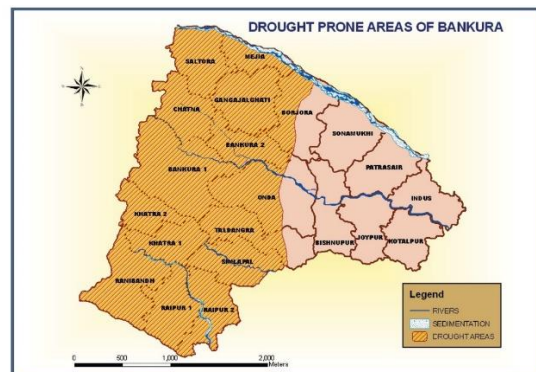 DROUGHT PRONE AREAS OF BANKURA
SALTORA
MEJIA
GANGAJALGHATI
CHATNA
BORJORA
SONAMUKHI
BANKURA 2
PATRASAIR
BANKURA 1
ONDA
INDUS
KHATRA 2
TALDANGRA
BISHNUPUR
JOYPUR
KOTALPUR
KHATRA 1
SIMLAPAL
RANIBANDH
RAIPUR 1
RAIPUR 2
Legend
RIVERS
SEDIMENTATION
DROUGHT AREAS
0 500 1,000 2,000
Meters